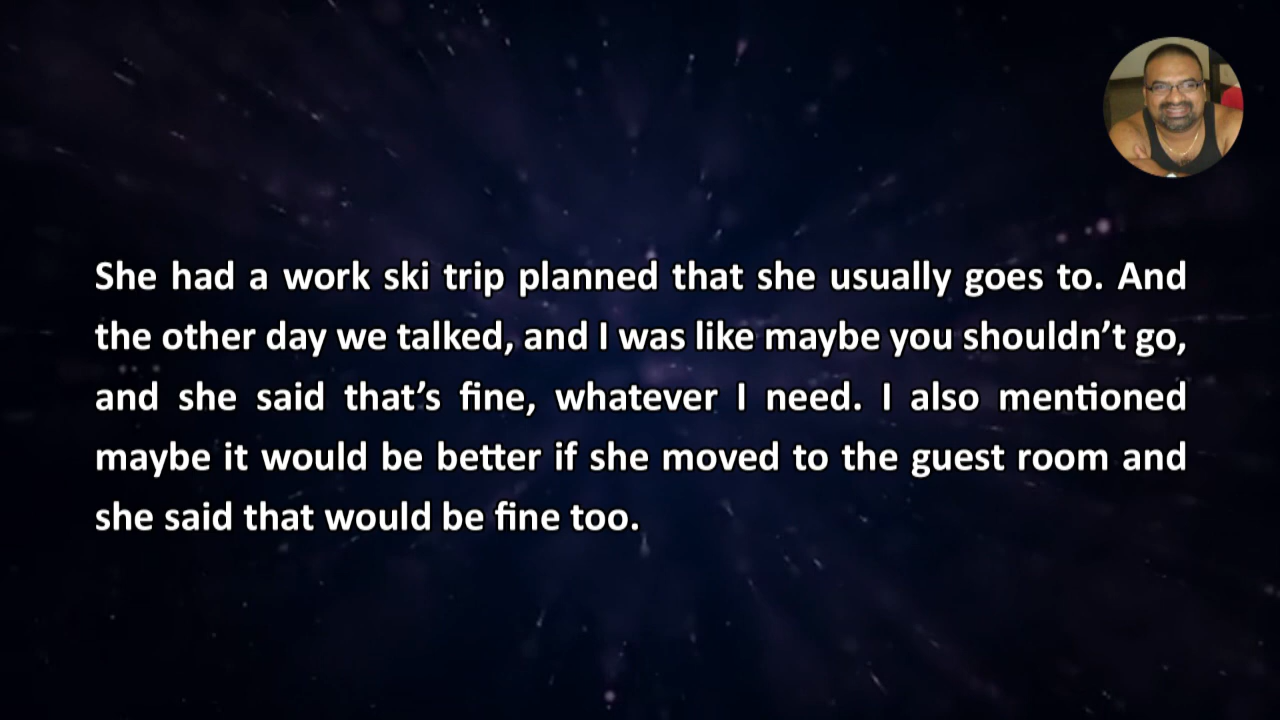 She had a work ski trip planned that she usually goes to. And
the other day we talked, and I was like maybe you shouldn’t go,
and she said that’s fine, whatever I need. I also mentioned
maybe it would be better if she moved to the guest room and
she said that would be fine too.